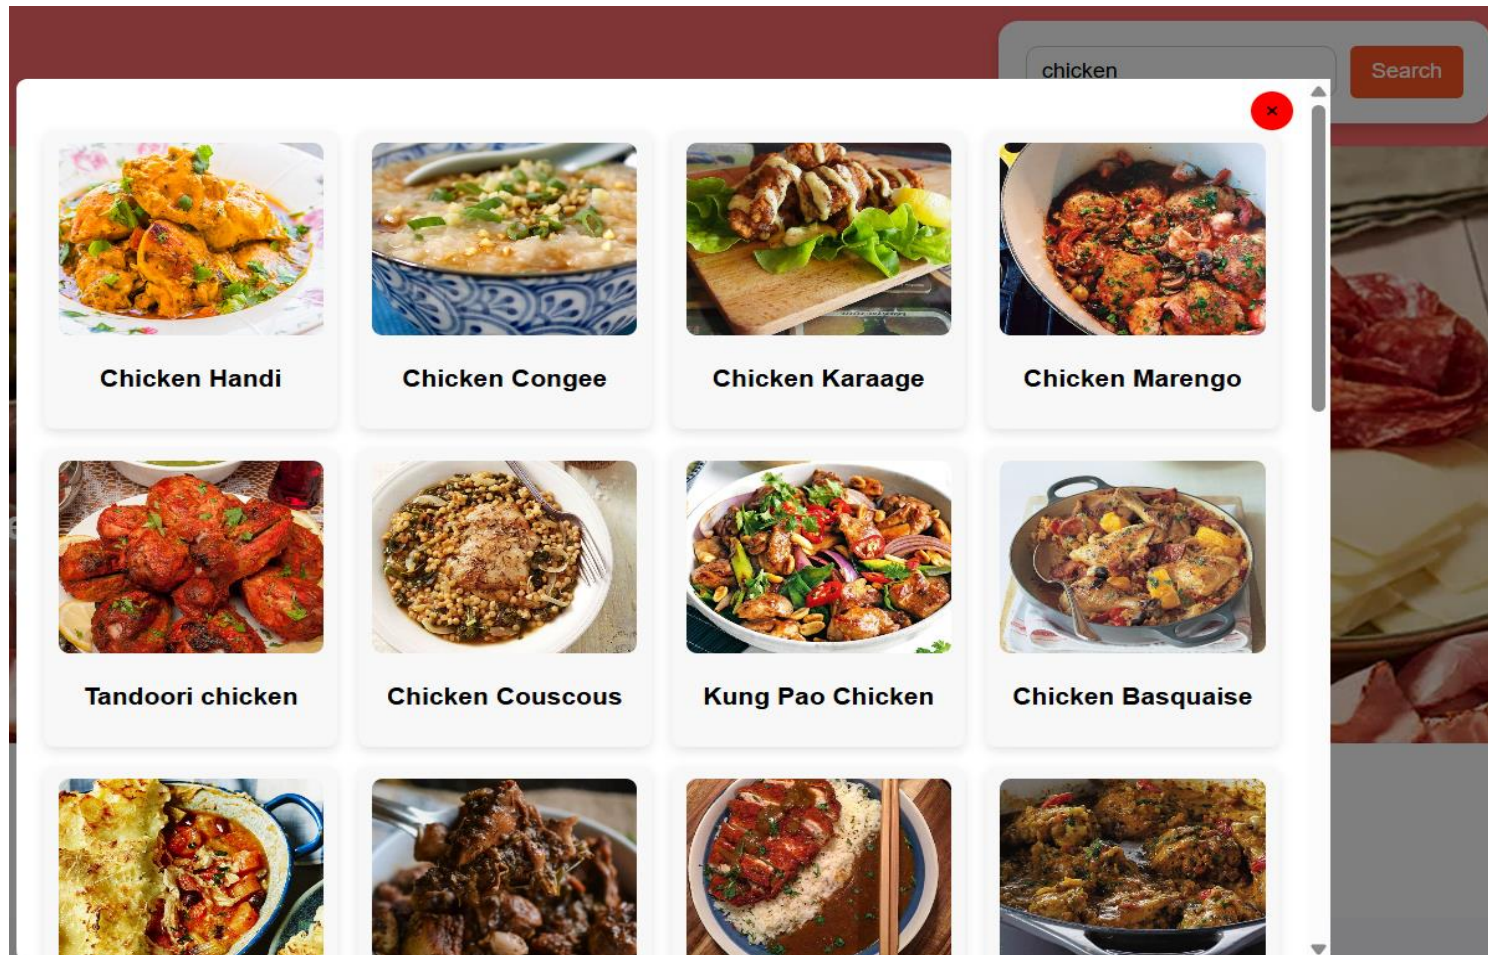 chicken
Search
×
Chicken Handi
Chicken Congee
Chicken Karaage
Chicken Marengo
Tandoori chicken
Chicken Couscous
Kung Pao Chicken
Chicken Basquaise